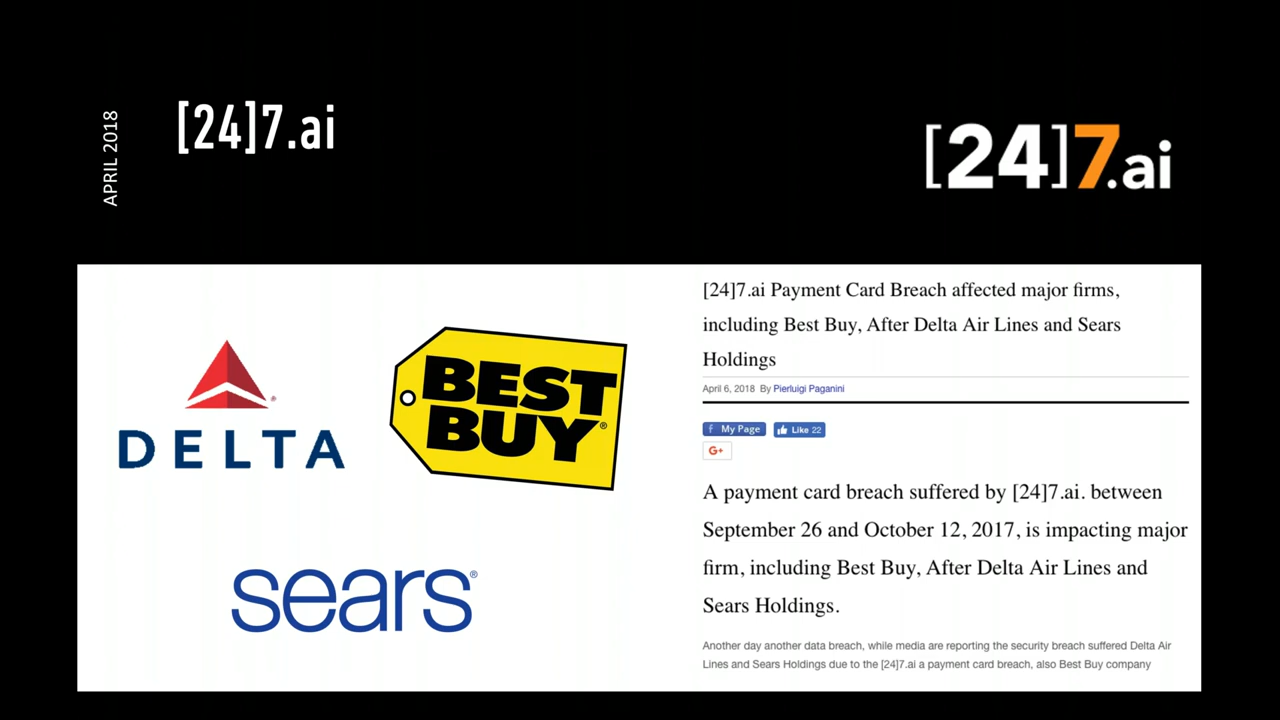 APRIL 2018
[24]7.ai
[24]7.ai
DELTA
BEST
BUY
sears
[24]7.ai Payment Card Breach affected major firms,
including Best Buy, After Delta Air Lines and Sears
Holdings
April 6, 2018 By Pierluigi Paganini
f My Page Like 22
G+
A payment card breach suffered by [24]7.ai. between
September 26 and October 12, 2017, is impacting major
firm, including Best Buy, After Delta Air Lines and
Sears Holdings.
Another day another data breach, while media are reporting the security breach suffered Delta Air
Lines and Sears Holdings due to the [24]7.ai a payment card breach, also Best Buy company